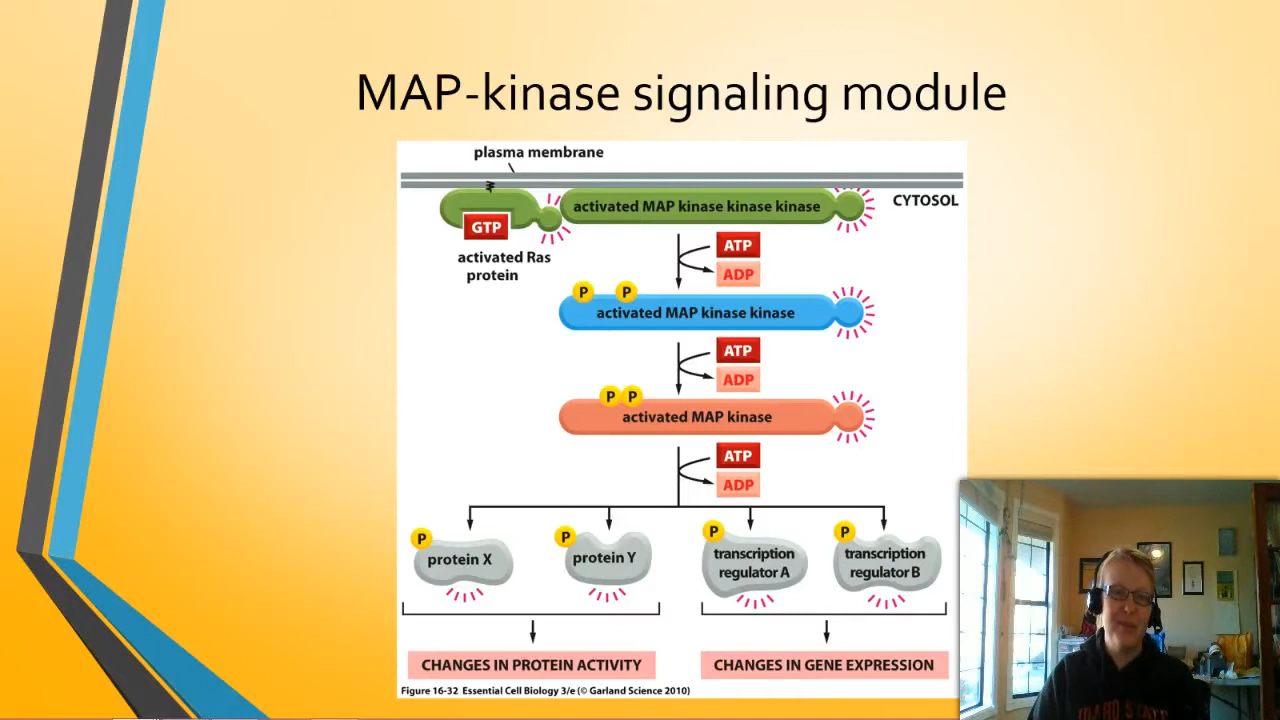 MAP-kinase signaling module
plasma membrane
CYTOSOL
GTP
activated Ras
protein
activated MAP kinase kinase kinase
ATP
ADP
P P
activated MAP kinase kinase
ATP
ADP
P P
activated MAP kinase
ATP
ADP
P
protein X
P
protein Y
P
transcription
regulator A
P
transcription
regulator B
CHANGES IN PROTEIN ACTIVITY
CHANGES IN GENE EXPRESSION
Figure 16-32 Essential Cell Biology 3/e (© Garland Science 2010)
IDAHO STATE